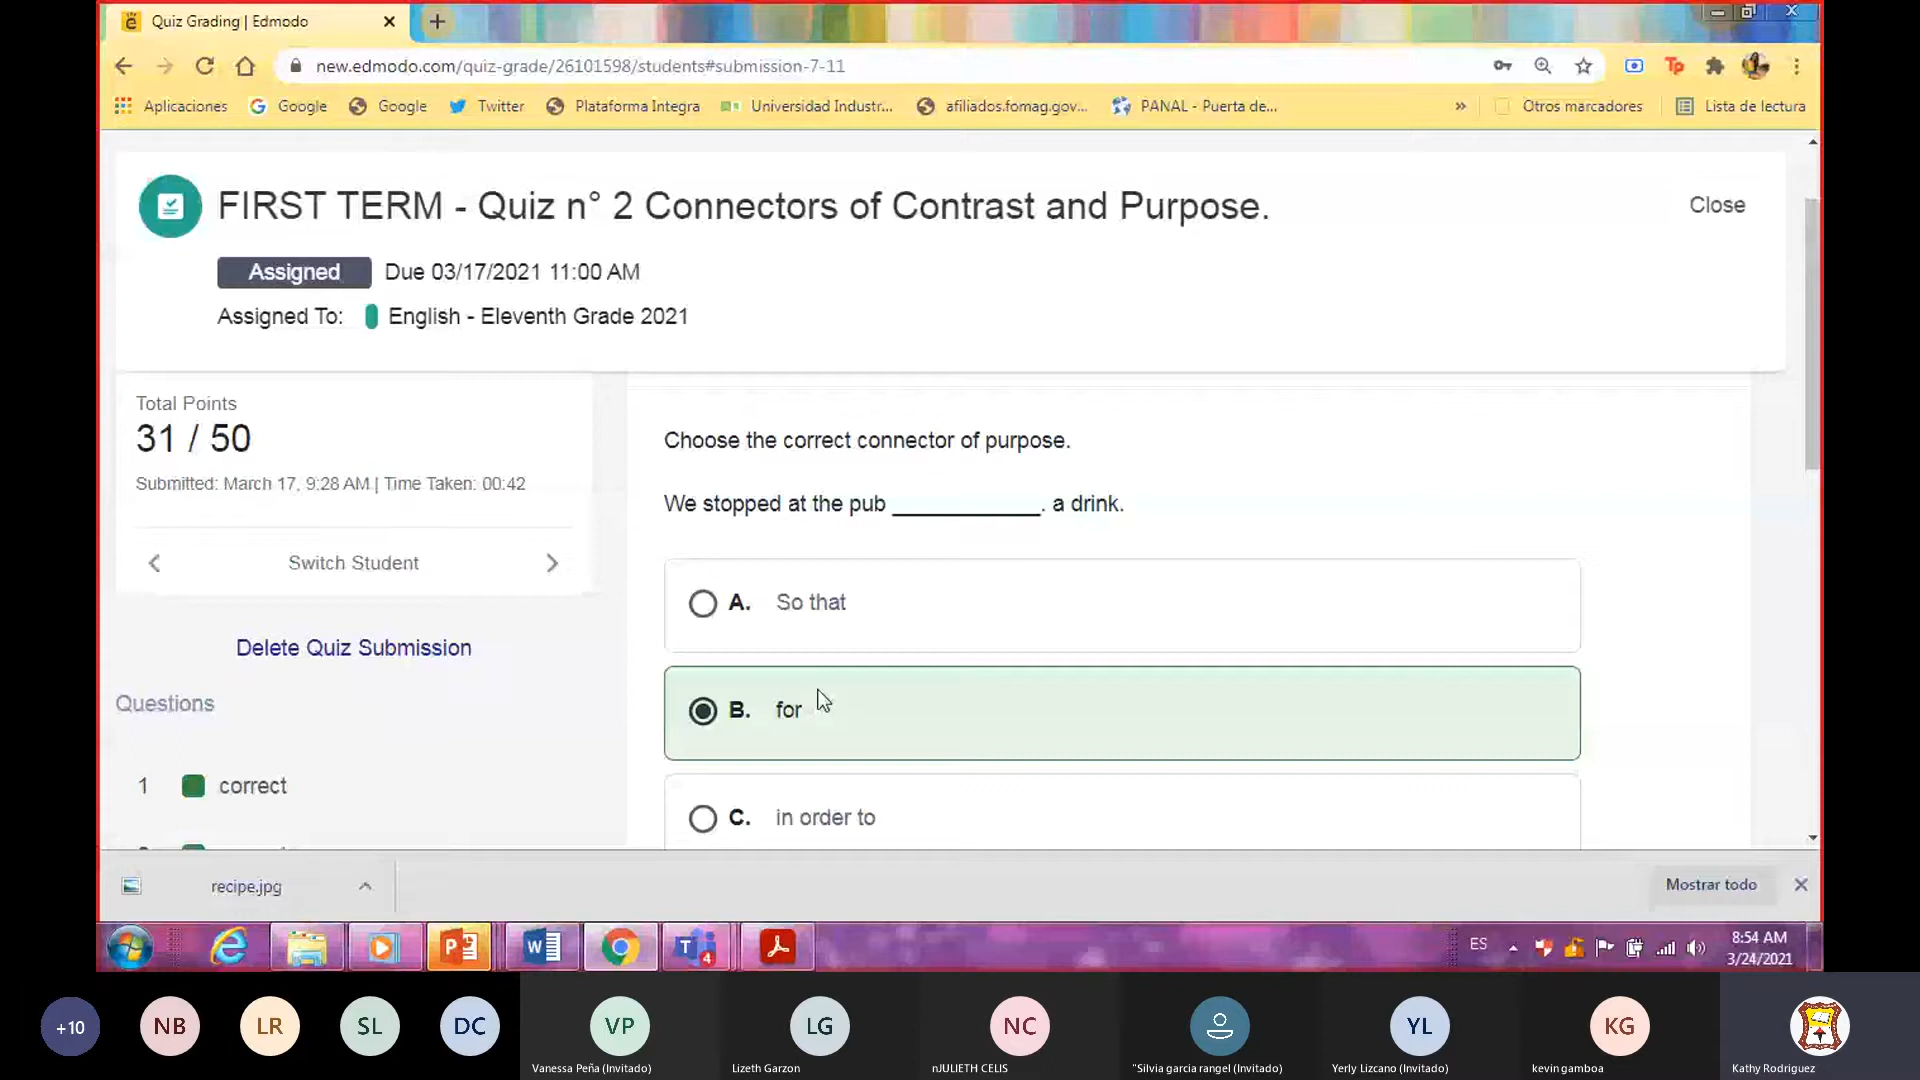 Quiz Grading | Edmodo
new.edmodo.com/quiz-grade/26101598/students#submission-7-11
Aplicaciones Google Google Twitter Plataforma Integra Universidad Industr... afiliados.fomag.gov... PANAL - Puerta de... » Otros marcadores Lista de lectura
FIRST TERM - Quiz n° 2 Connectors of Contrast and Purpose.
Close
Assigned Due 03/17/2021 11:00 AM
Assigned To: English - Eleventh Grade 2021
Total Points
31 / 50
Submitted: March 17, 9:28 AM | Time Taken: 00:42
Switch Student
Delete Quiz Submission
Questions
1 correct
Choose the correct connector of purpose.
We stopped at the pub ____________. a drink.
A. So that
B. for
C. in order to
recipe.jpg
Mostrar todo
ES
8:54 AM
3/24/2021
+10 NB LR SL DC VP LG NC YL KG
Vanessa Peña (Invitado) Lizeth Garzon nJULIETH CELIS "Silvia garcia rangel (Invitado) Yerly Lizcano (Invitado) kevin gamboa Kathy Rodriguez